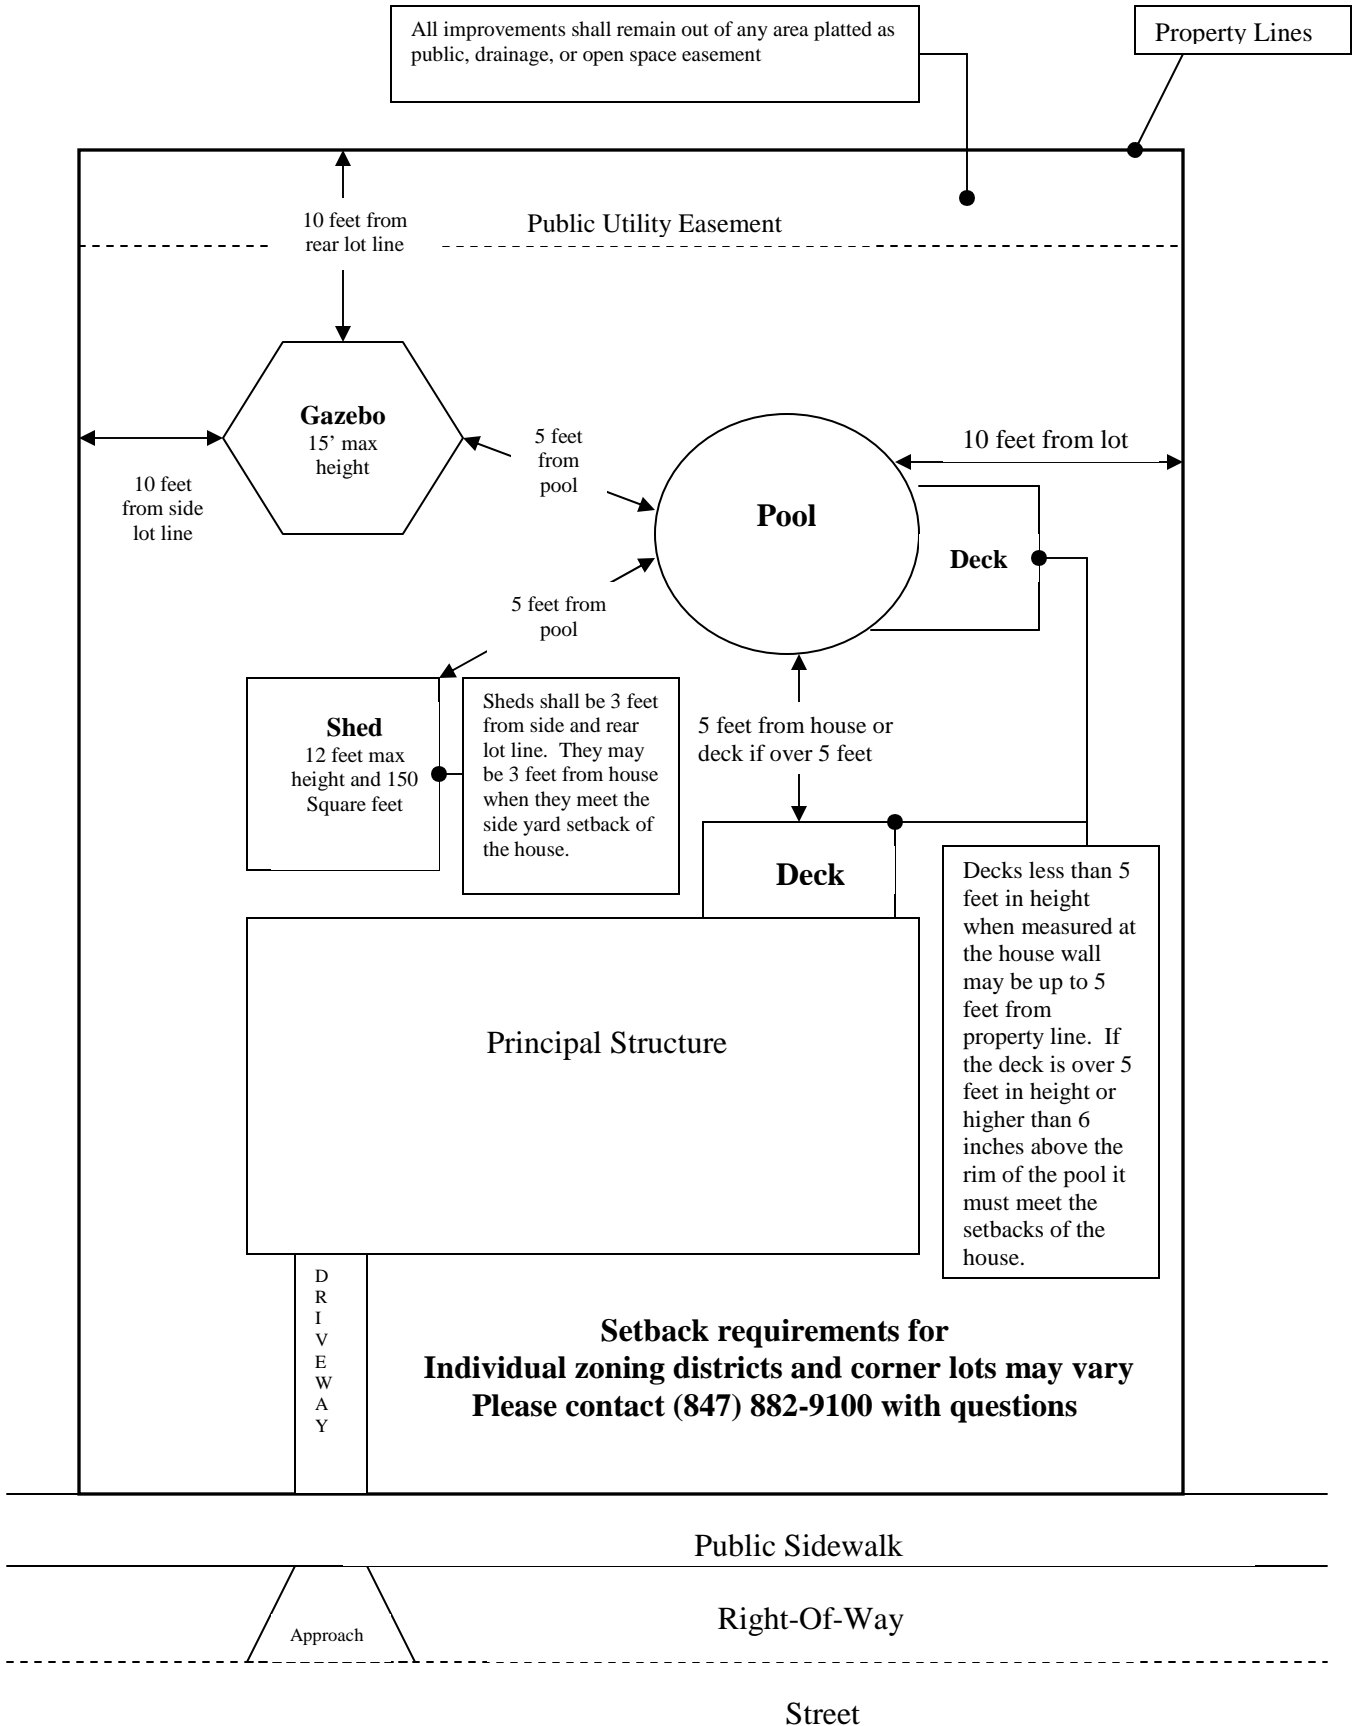 All improvements shall remain out of any area platted as
public, drainage, or open space easement
Property Lines
10 feet from
rear lot line
Public Utility Easement
Gazebo
15’ max
height
10 feet
from side
lot line
5 feet
from
pool
Pool
10 feet from lot
Deck
5 feet from
pool
Shed
12 feet max
height and 150
Square feet
Sheds shall be 3 feet
from side and rear
lot line.  They may
be 3 feet from house
when they meet the
side yard setback of
the house.
5 feet from house or
deck if over 5 feet
Deck
Decks less than 5
feet in height
when measured at
the house wall
may be up to 5
feet from
property line.  If
the deck is over 5
feet in height or
higher than 6
inches above the
rim of the pool it
must meet the
setbacks of the
house.
Principal Structure
D
R
I
V
E
W
A
Y
Setback requirements for
Individual zoning districts and corner lots may vary
Please contact (847) 882-9100 with questions
Public Sidewalk
Right-Of-Way
Approach
Street